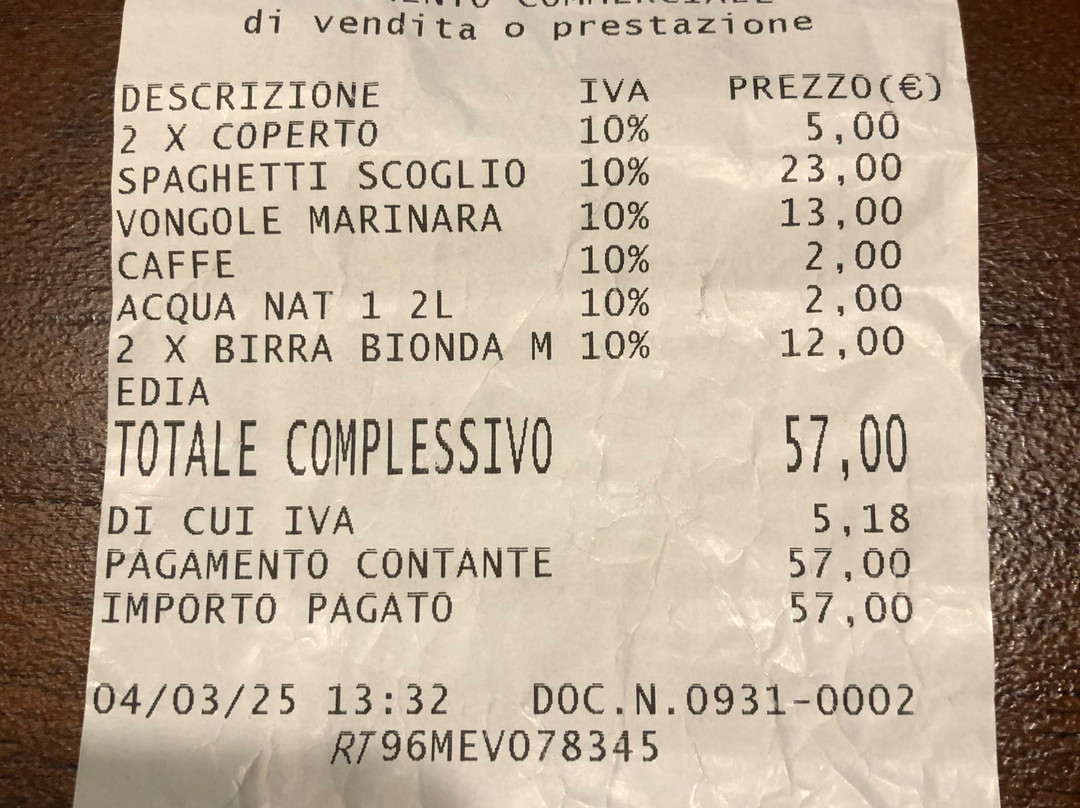 di vendita o prestazione
DESCRIZIONE IVA PREZZO(€)
2 X COPERTO 10% 5,00
SPAGHETTI SCOGLIO 10% 23,00
VONGOLE MARINARA 10% 13,00
CAFFE 10% 2,00
ACQUA NAT 1 2L 10% 2,00
2 X BIRRA BIONDA M 10% 12,00
EDIA
TOTALE COMPLESSIVO 57,00
DI CUI IVA 5,18
PAGAMENTO CONTANTE 57,00
IMPORTO PAGATO 57,00
04/03/25 13:32 DOC.N.0931-0002
RT96MEV078345